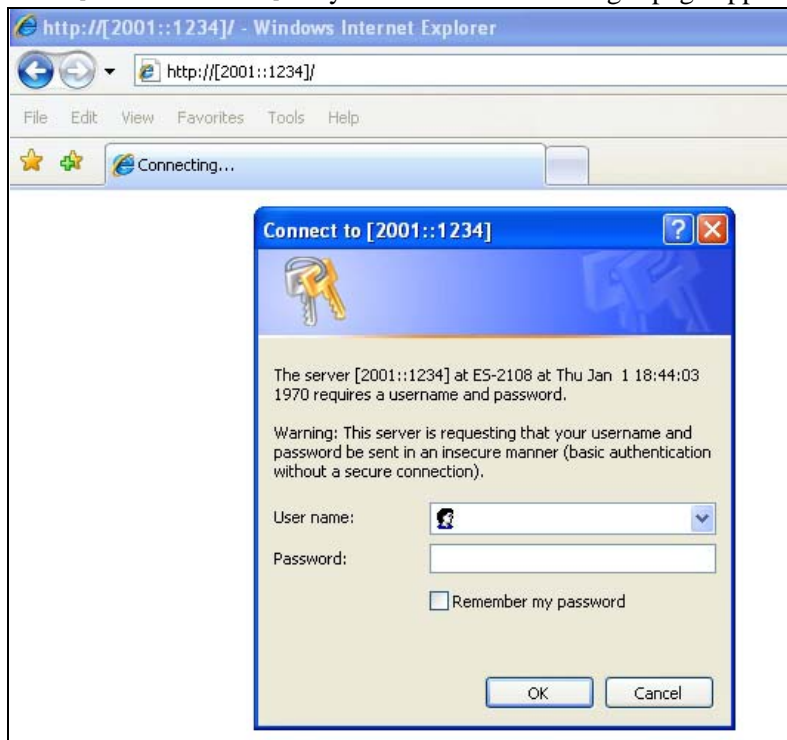 http://[2001::1234]/ - Windows Internet Explorer
http://[2001::1234]/
File Edit View Favorites Tools Help
Connecting...
Connect to [2001::1234]
The server [2001::1234] at ES-2108 at Thu Jan 1 18:44:03
1970 requires a username and password.
Warning: This server is requesting that your username and
password be sent in an insecure manner (basic authentication
without a secure connection).
User name:
Password:
Remember my password
OK Cancel